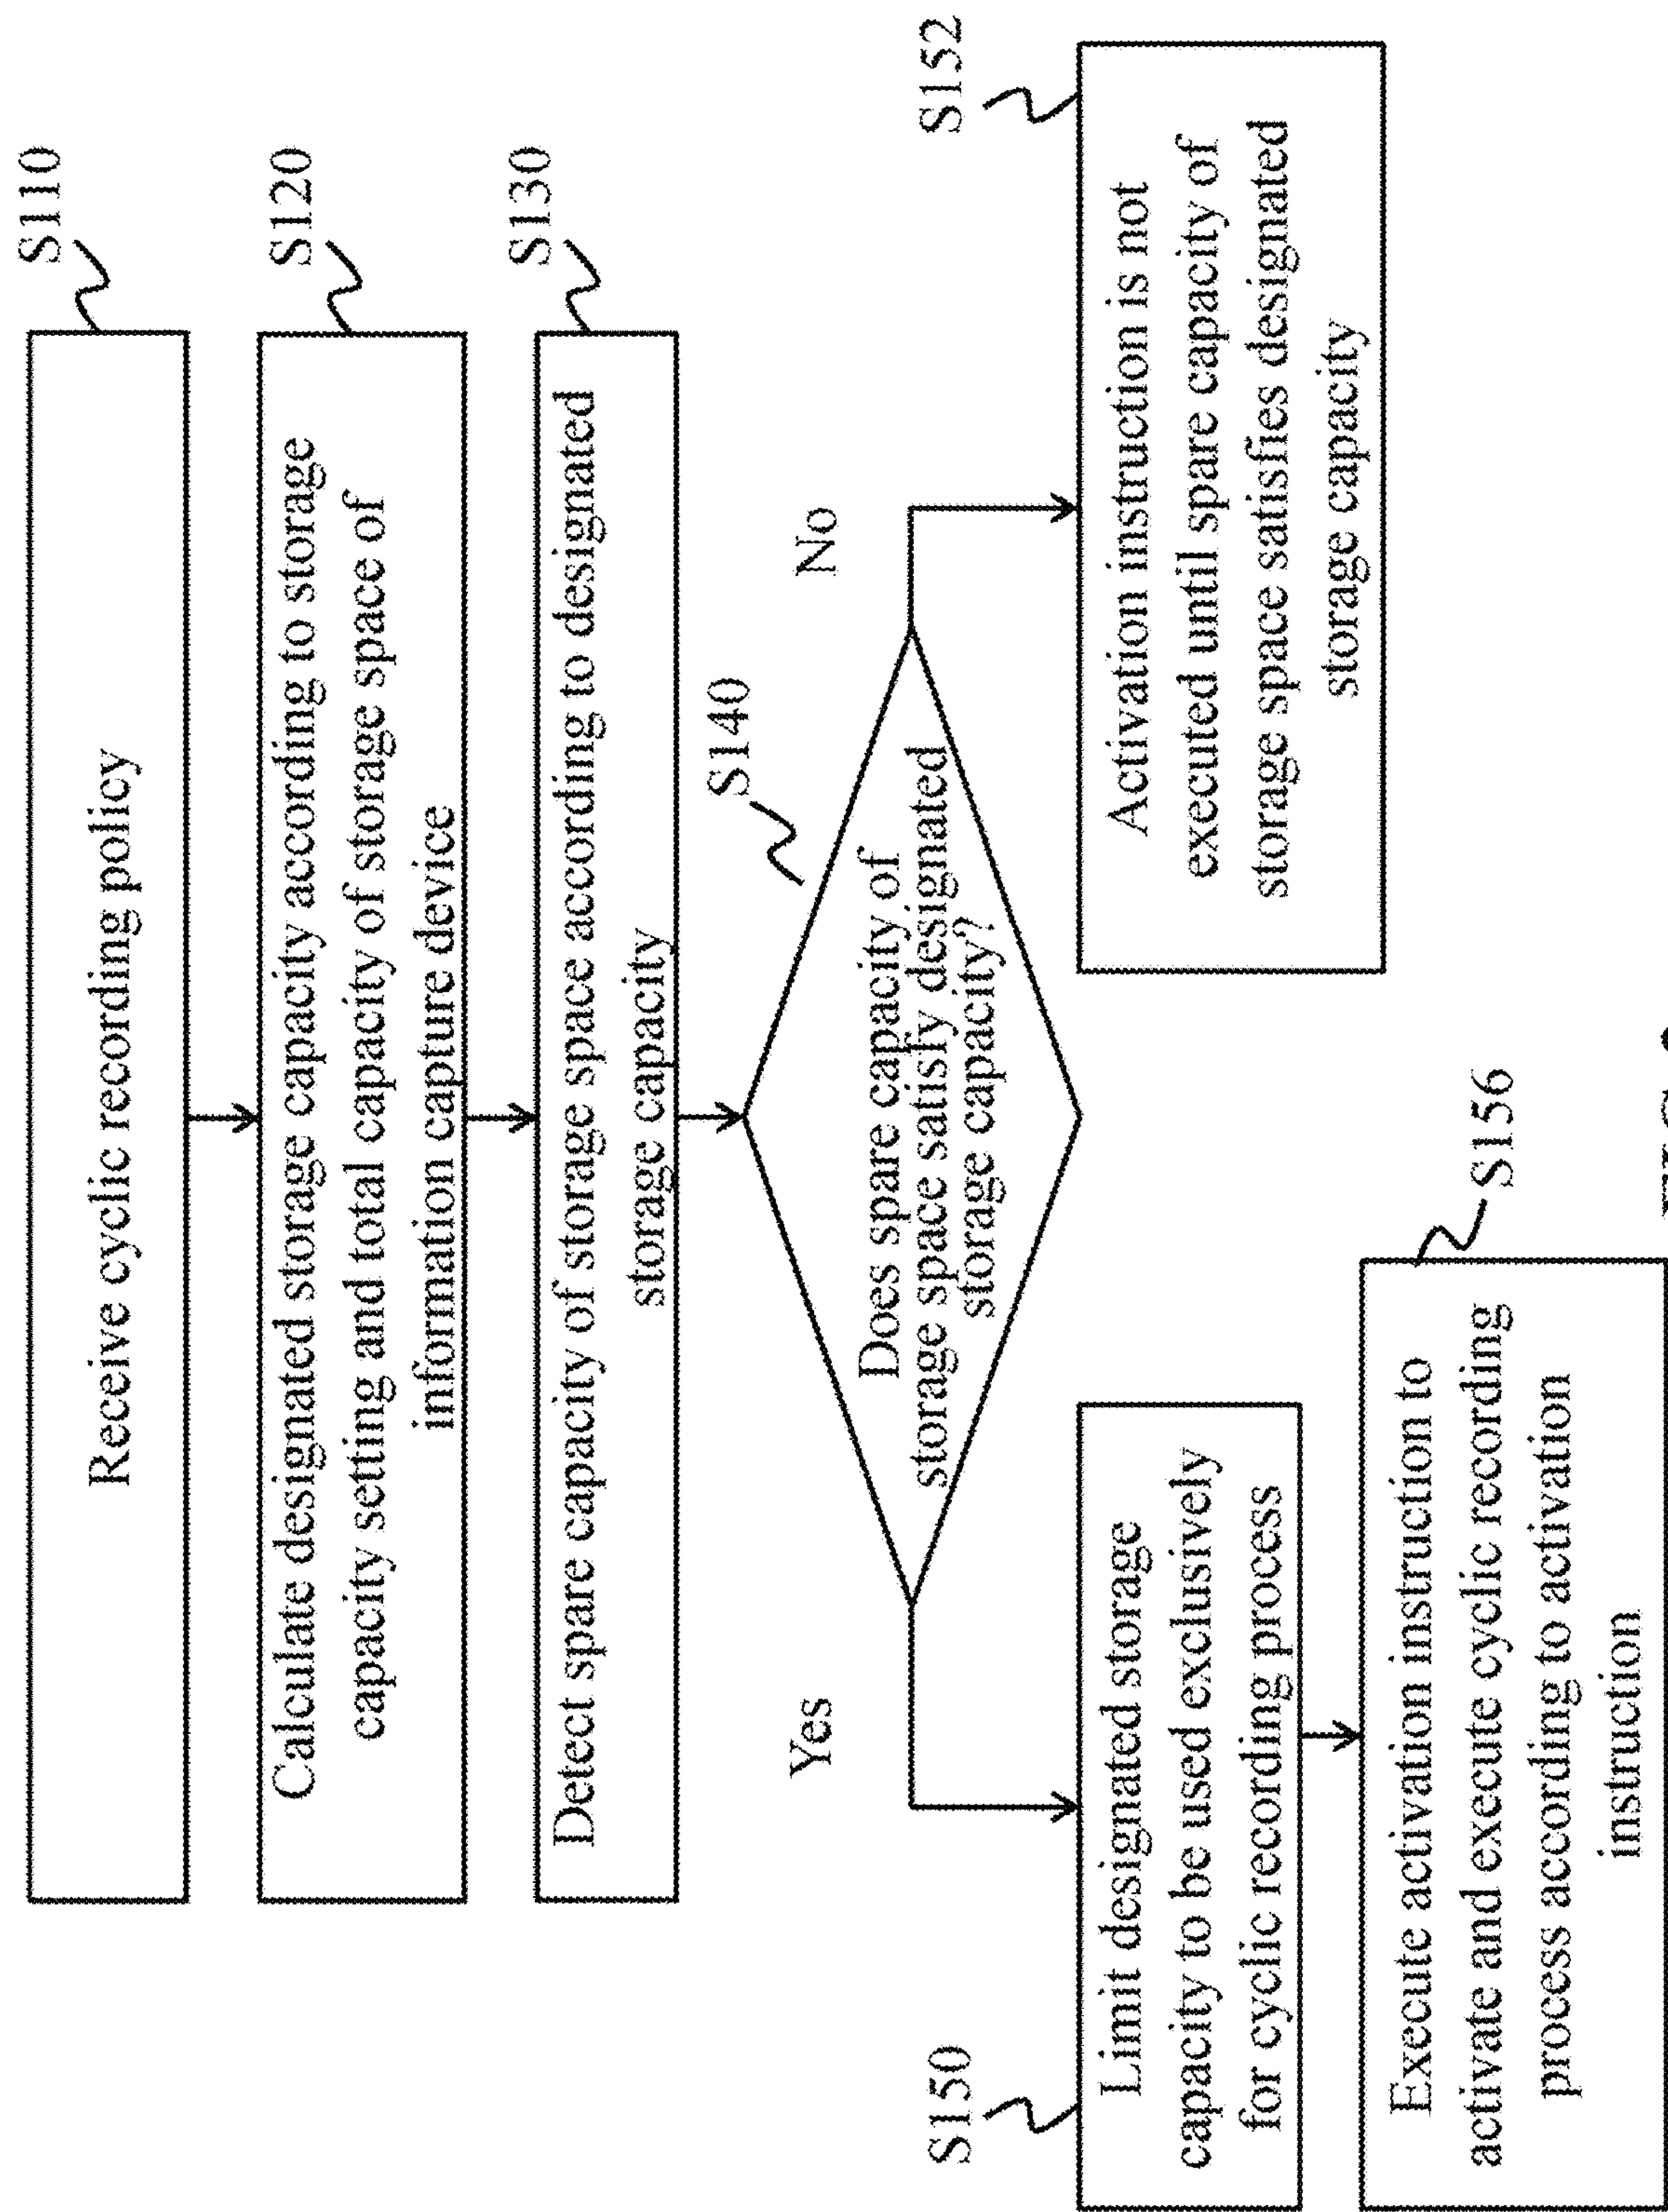 S110
Receive cyclic recording policy
S120
Calculate designated storage capacity according to storage
capacity setting and total capacity of storage space of
information capture device
S130
Detect spare capacity of storage space according to designated
storage capacity
S140
Does spare capacity of
storage space satisfy designated
storage capacity?
Yes
No
S150
Limit designated storage
capacity to be used exclusively
for cyclic recording process
S152
Activation instruction is not
executed until spare capacity of
storage space satisfies designated
storage capacity
S156
Execute activation instruction to
activate and execute cyclic recording
process according to activation
instruction